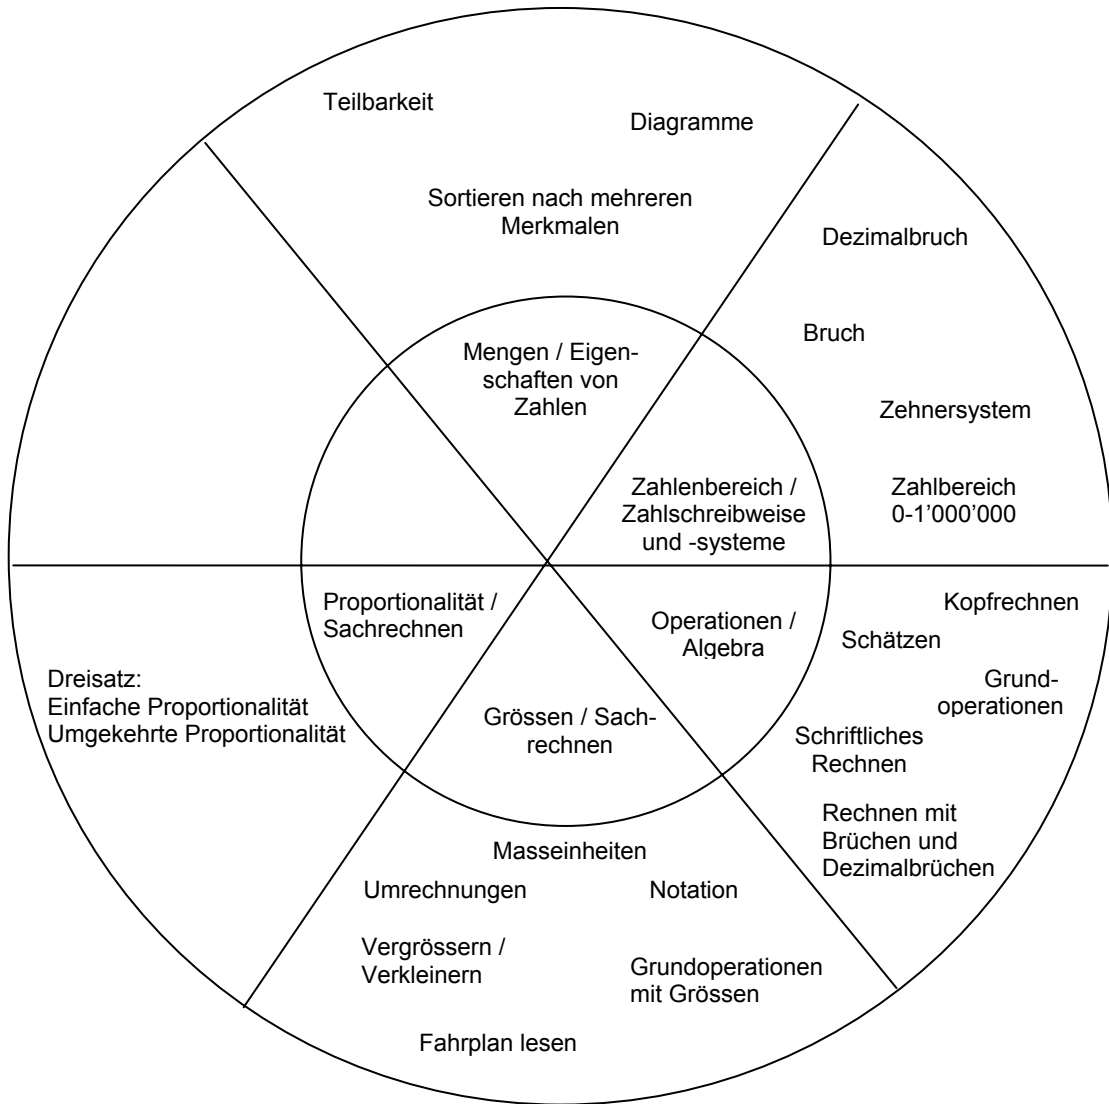 Teilbarkeit
Diagramme
Sortieren nach mehreren
Merkmalen
Dezimalbruch
Bruch
Zehnersystem
Zahlbereich
0-1’000’000
Mengen / Eigen-
schaften von
Zahlen
Zahlenbereich /
Zahlschreibweise
und -systeme
Proportionalität /
Sachrechnen
Operationen /
Algebra
Grössen / Sach-
rechnen
Kopfrechnen
Schätzen
Grund-
operationen
Schriftliches
Rechnen
Rechnen mit
Brüchen und
Dezimalbrüchen
Dreisatz:
Einfache Proportionalität
Umgekehrte Proportionalität
Masseinheiten
Umrechnungen
Notation
Vergrössern /
Verkleinern
Grundoperationen
mit Grössen
Fahrplan lesen